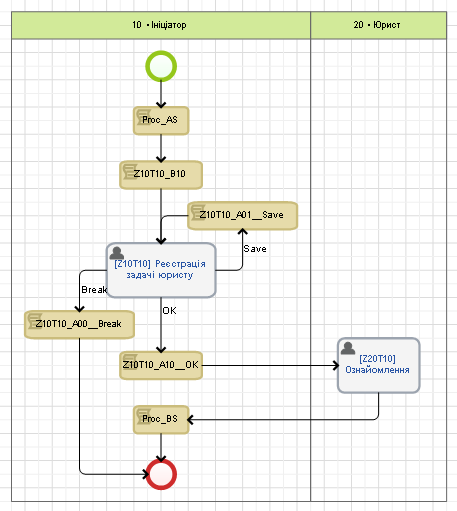 10 • Ініціатор
20 • Юрист
Proc_AS
Z10T10_B10
Z10T10_A01__Save
Save
[Z10T10] Реєстрація
задачі юристу
Break
OK
Z10T10_A00__Break
Z10T10_A10__OK
[Z20T10]
Ознайомлення
Proc_BS